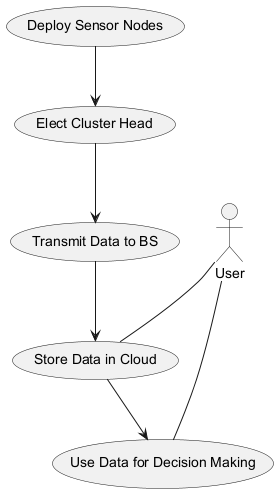 Deploy Sensor Nodes
Elect Cluster Head
Transmit Data to BS
User
Store Data in Cloud
Use Data for Decision Making